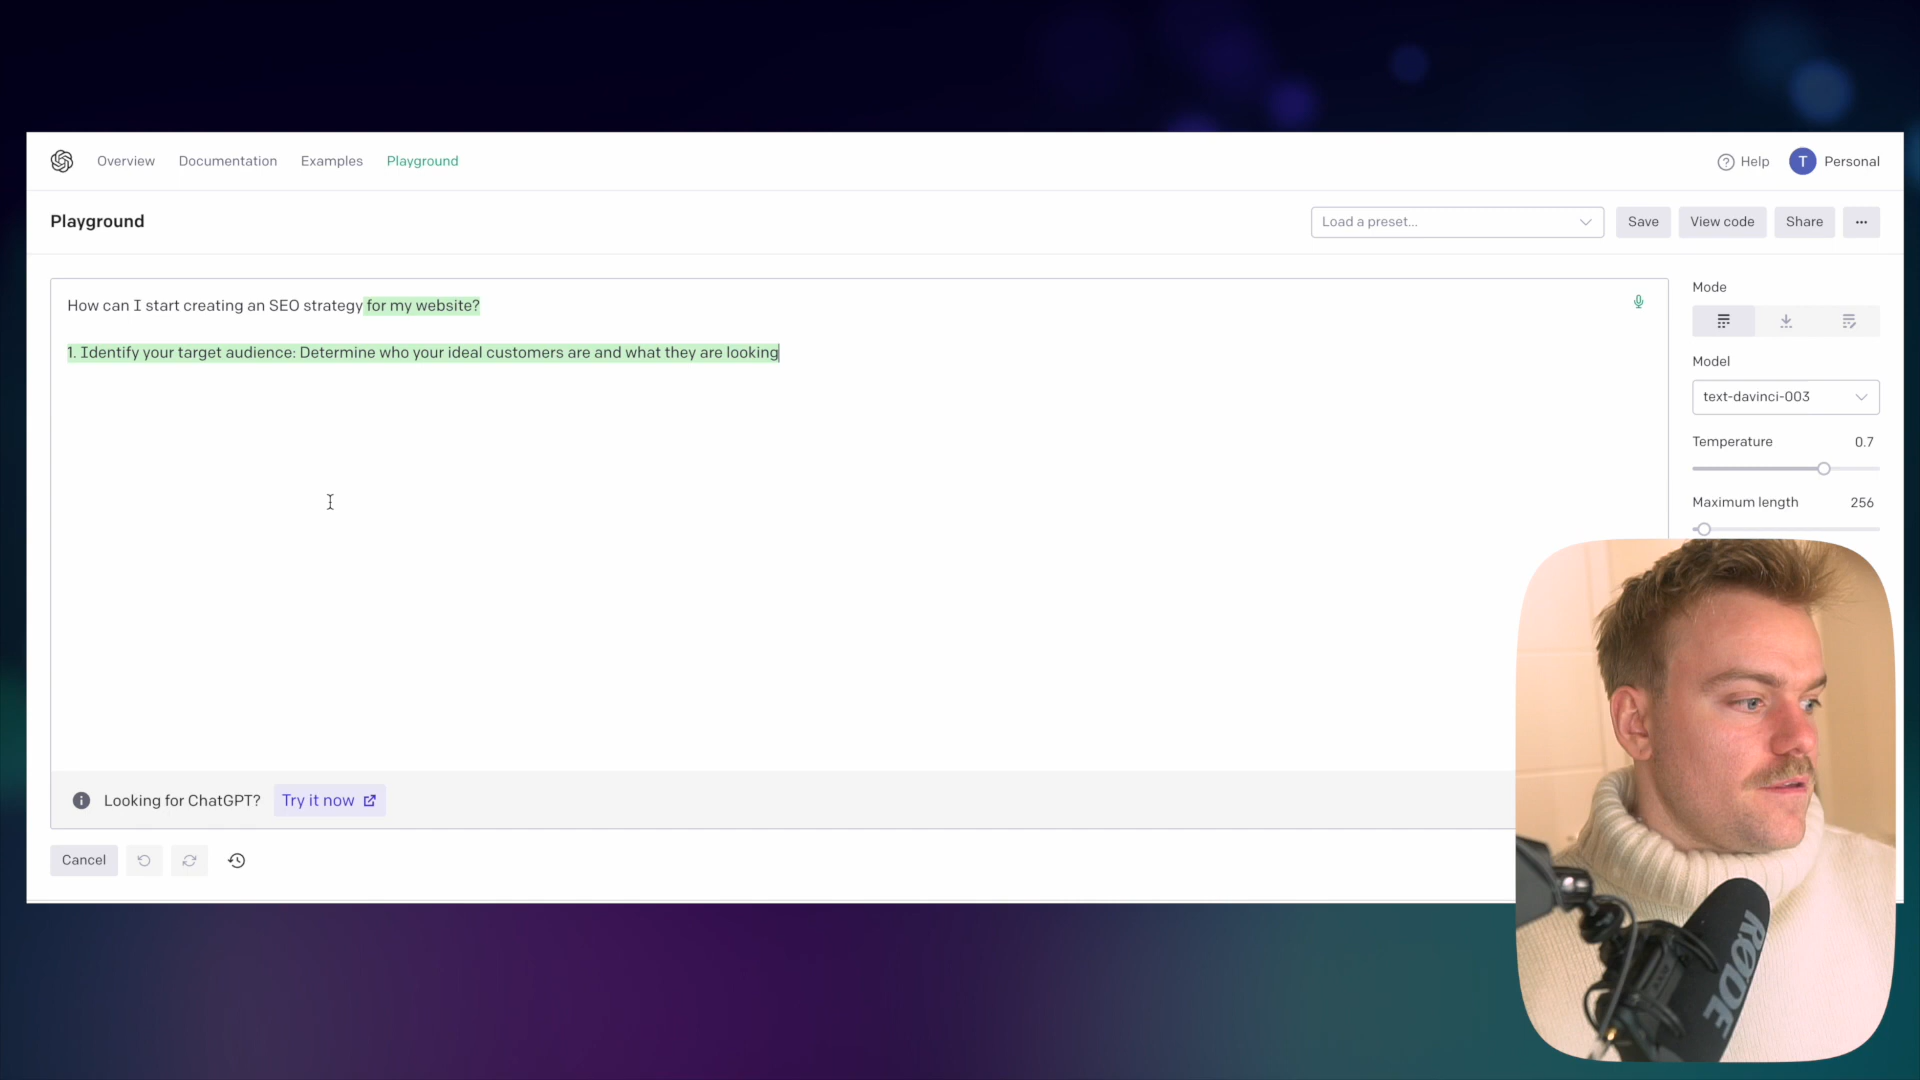 Overview Documentation Examples Playground Help T Personal
Playground Load a preset... Save View code Share ...
How can I start creating an SEO strategy for my website?
1. Identify your target audience: Determine who your ideal customers are and what they are looking
Mode
Model
text-davinci-003
Temperature 0.7
Maximum length 256
Looking for ChatGPT? Try it now
Cancel
RØDE